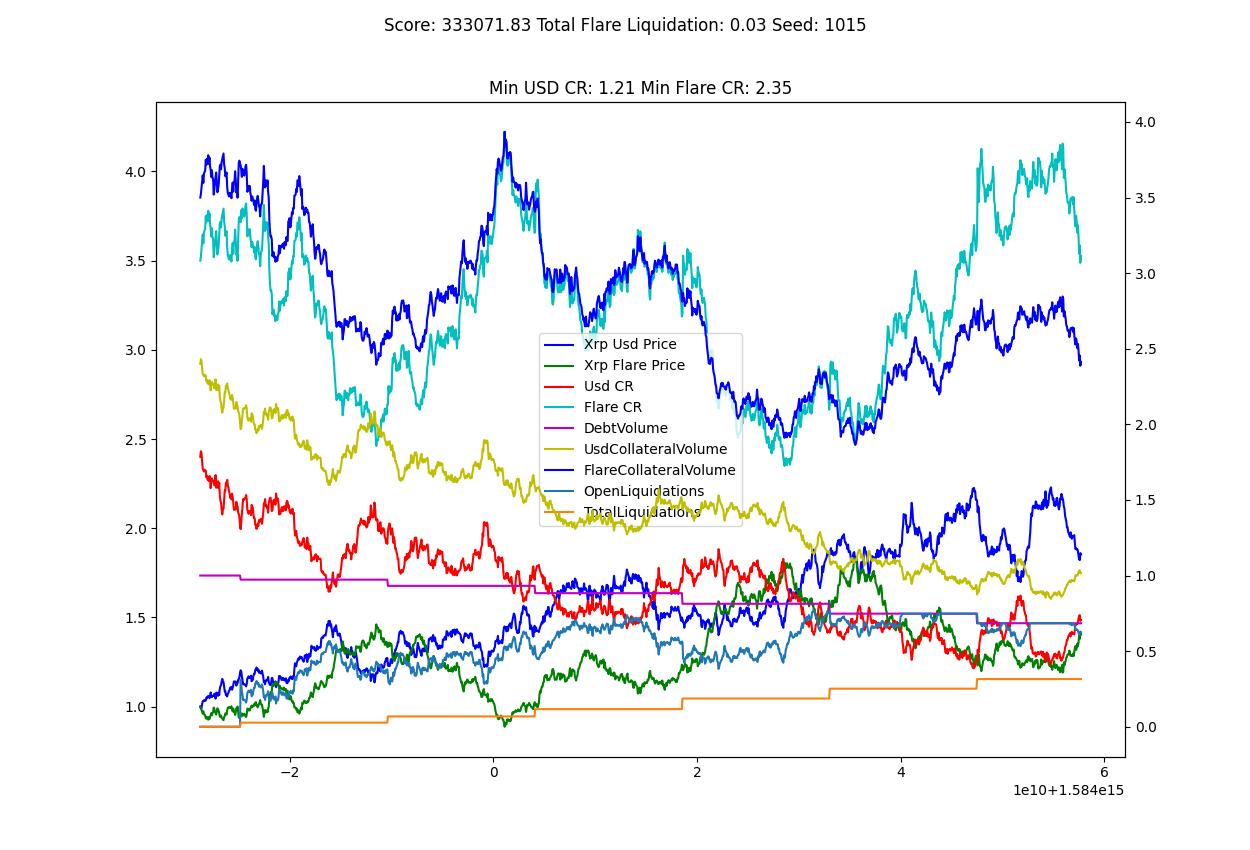 Score: 333071.83 Total Flare Liquidation: 0.03 Seed: 1015
Min USD CR: 1.21 Min Flare CR: 2.35
4.0
3.5
3.0
2.5
2.0
1.5
1.0
4.0
3.5
3.0
2.5
2.0
1.5
1.0
0.5
0.0
Xrp Usd Price
Xrp Flare Price
Usd CR
Flare CR
DebtVolume
UsdCollateralVolume
FlareCollateralVolume
OpenLiquidations
TotalLiquidations
−2 0 2 4 6
1e10+1.584e15